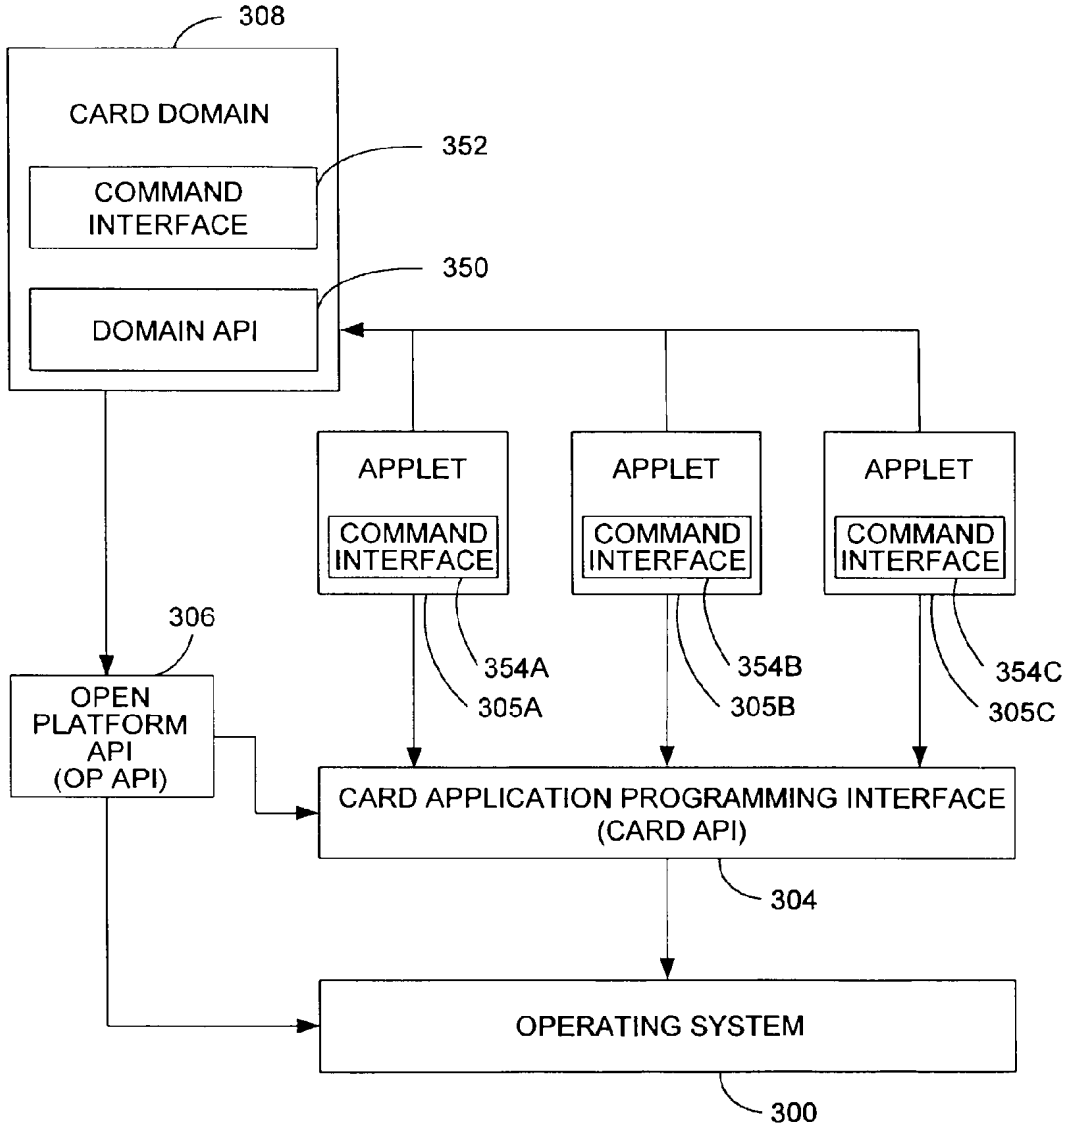 308
CARD DOMAIN
352
COMMAND
INTERFACE
350
DOMAIN API
APPLET
COMMAND
INTERFACE
APPLET
COMMAND
INTERFACE
APPLET
COMMAND
INTERFACE
306
354A
305A
354B
305B
354C
305C
OPEN
PLATFORM
API
(OP API)
CARD APPLICATION PROGRAMMING INTERFACE
(CARD API)
304
OPERATING SYSTEM
300